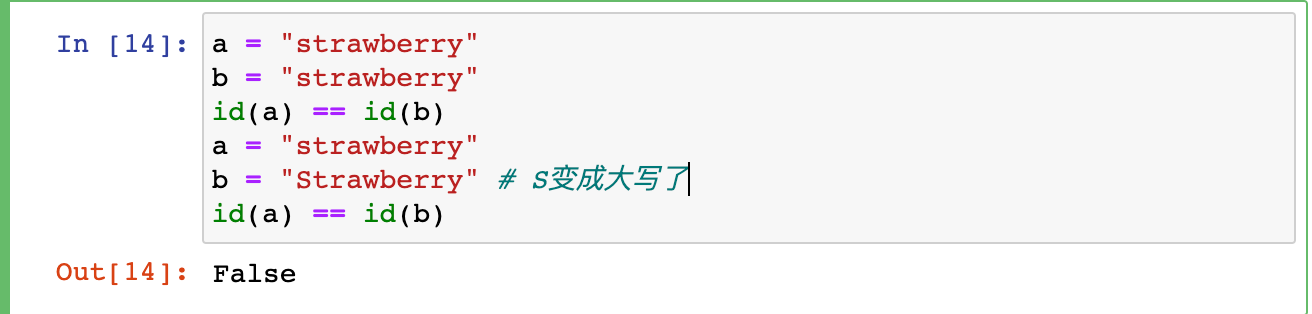 In [14]: a = "strawberry"
b = "strawberry"
id(a) == id(b)
a = "strawberry"
b = "Strawberry" # S变成大写了
id(a) == id(b)
Out[14]: False